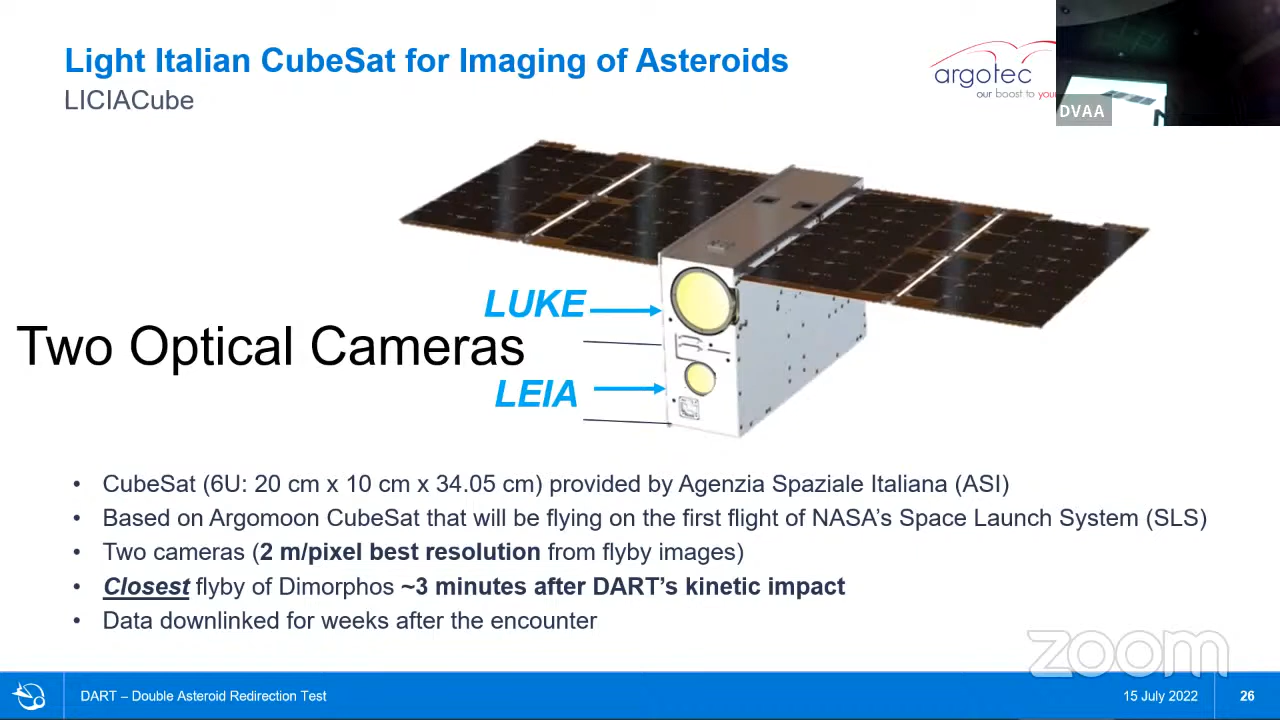 Light Italian CubeSat for Imaging of Asteroids
LICIACube
argotec
our boost to your
DVAA
LUKE
Two Optical Cameras
LEIA
• CubeSat (6U: 20 cm x 10 cm x 34.05 cm) provided by Agenzia Spaziale Italiana (ASI)
• Based on Argomoon CubeSat that will be flying on the first flight of NASA’s Space Launch System (SLS)
• Two cameras (2 m/pixel best resolution from flyby images)
• Closest flyby of Dimorphos ~3 minutes after DART’s kinetic impact
• Data downlinked for weeks after the encounter
zoom
DART – Double Asteroid Redirection Test
15 July 2022
26